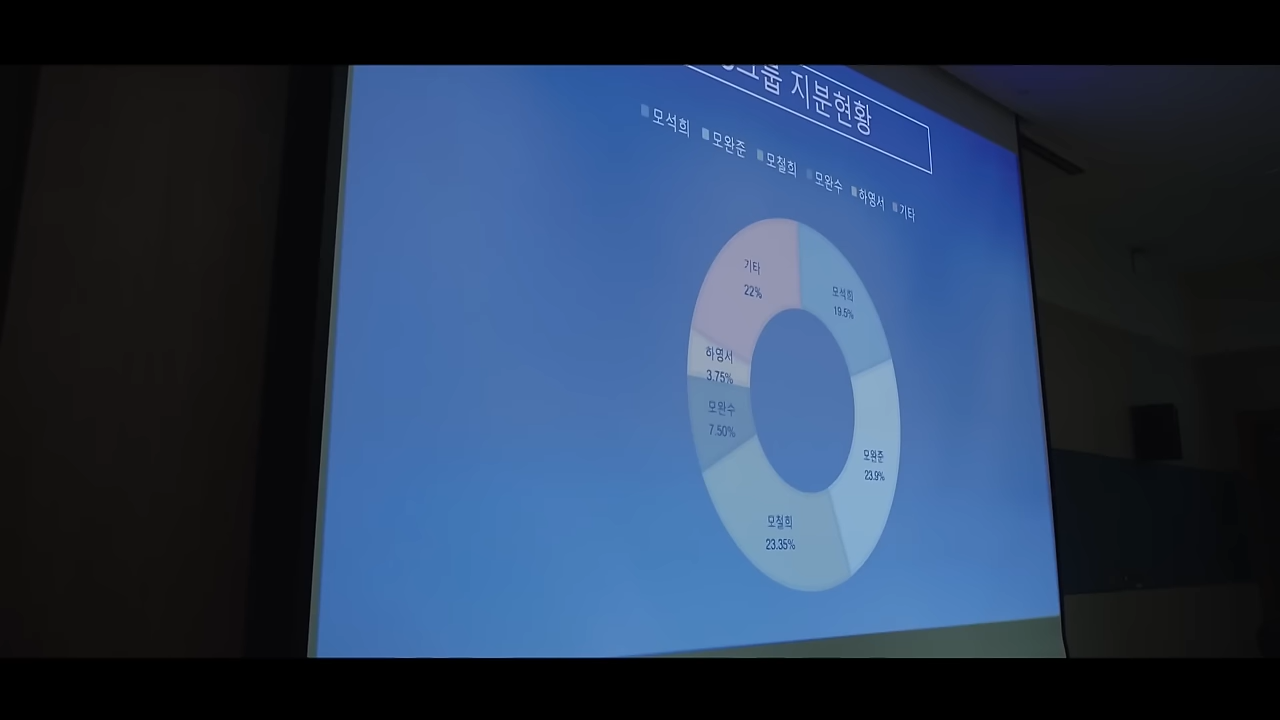 그룹 지분현황
모석희 모완준 모철희 모완수 하영서 기타
기타
22%
모석희
19.5%
하영서
3.75%
모완수
7.50%
모완준
23.9%
모철희
23.35%